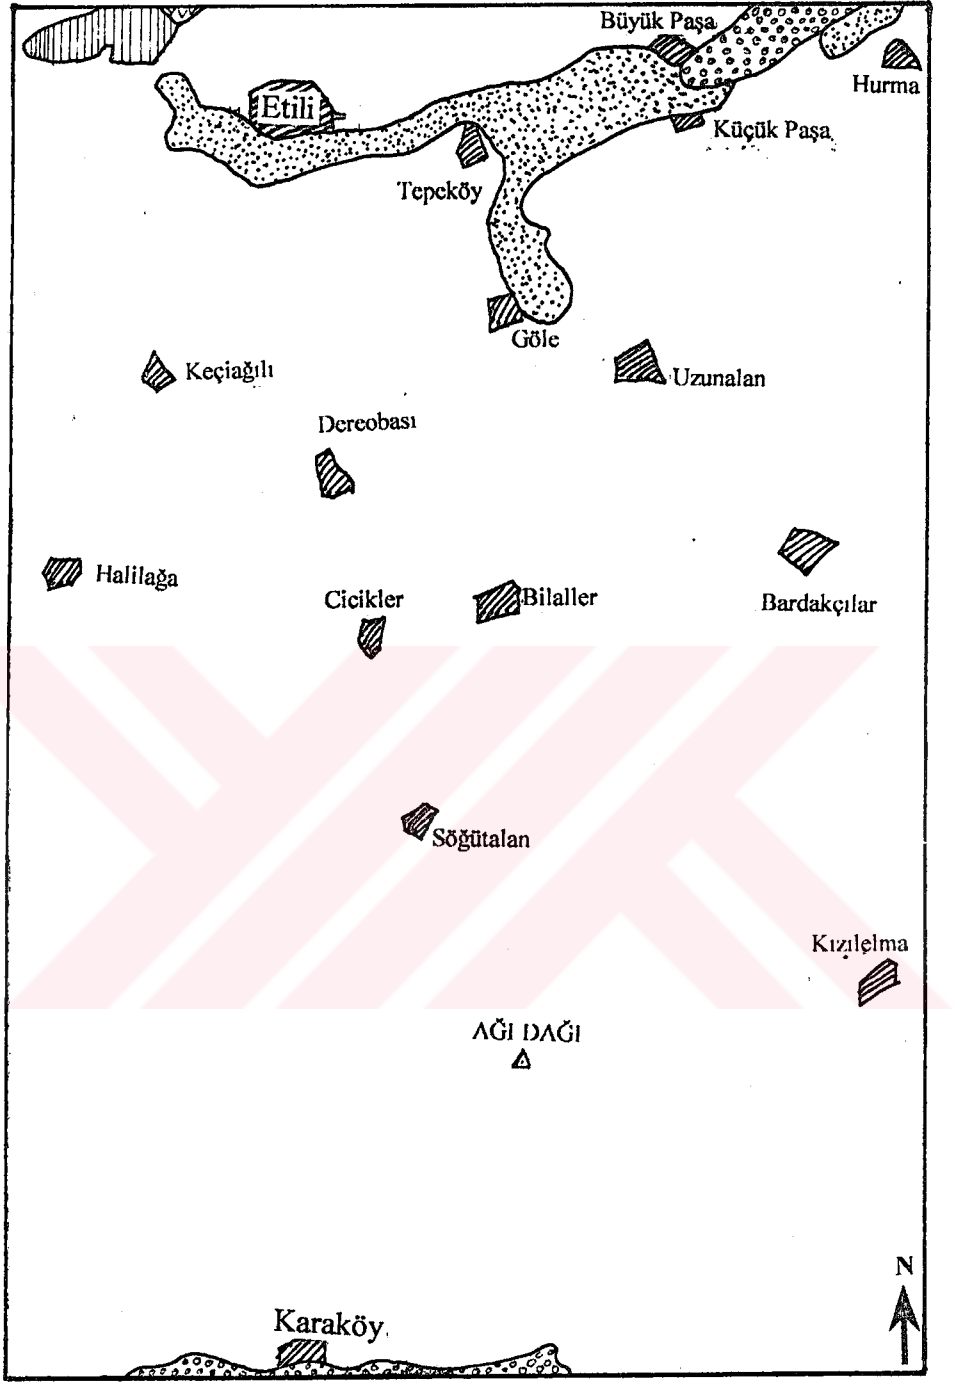 Büyük Paşa
Hurma
Etili
Küçük Paşa
Tepeköy
Göle
Keçiağılı
Uzunalan
Dereobası
Halilağa
Cicikler
Bilaller
Bardakçılar
Söğütalan
Kızılelma
AĞI DAĞI
N
Karaköy